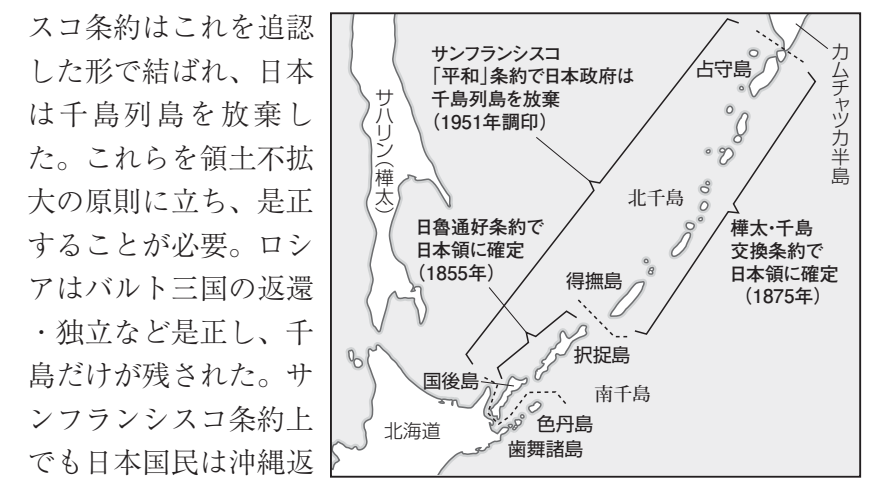 スコ条約はこれを追認
した形で結ばれ、日本
は千島列島を放棄し
た。これらを領土不拡
大の原則に立ち、是正
することが必要。ロシ
アはバルト三国の返還
・独立など是正し、千
島だけが残された。サ
ンフランシスコ条約上
でも日本国民は沖縄返
サンフランシスコ
「平和」条約で日本政府は
千島列島を放棄
（1951年調印）
占守島
カムチャツカ半島
サハリン（樺太）
北千島
日魯通好条約で
日本領に確定
（1855年）
樺太・千島
交換条約で
日本領に確定
（1875年）
得撫島
択捉島
国後島
南千島
色丹島
北海道
歯舞諸島